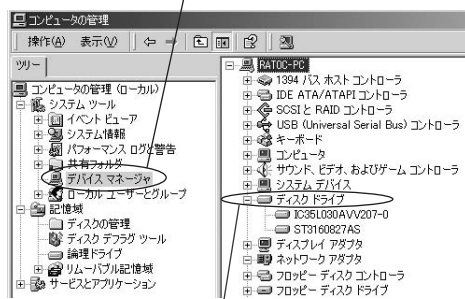 コンピュータの管理
操作(A) 表示(V)
ツリー
コンピュータの管理 (ローカル)
システム ツール
イベント ビューア
システム情報
パフォーマンス ログと警告
共有フォルダ
デバイス マネージャ
ローカル ユーザーとグループ
記憶域
ディスクの管理
ディスク デフラグ ツール
論理ドライブ
リムーバブル記憶域
サービスとアプリケーション
RATOC-PC
1394 バス ホスト コントローラ
IDE ATA/ATAPI コントローラ
SCSI と RAID コントローラ
USB (Universal Serial Bus) コントローラ
キーボード
コンピュータ
サウンド、ビデオ、およびゲーム コントローラ
システム デバイス
ディスク ドライブ
IC35L030AVV207-0
ST3160827AS
ディスプレイ アダプタ
ネットワーク アダプタ
フロッピー ディスク コントローラ
フロッピー ディスク ドライブ